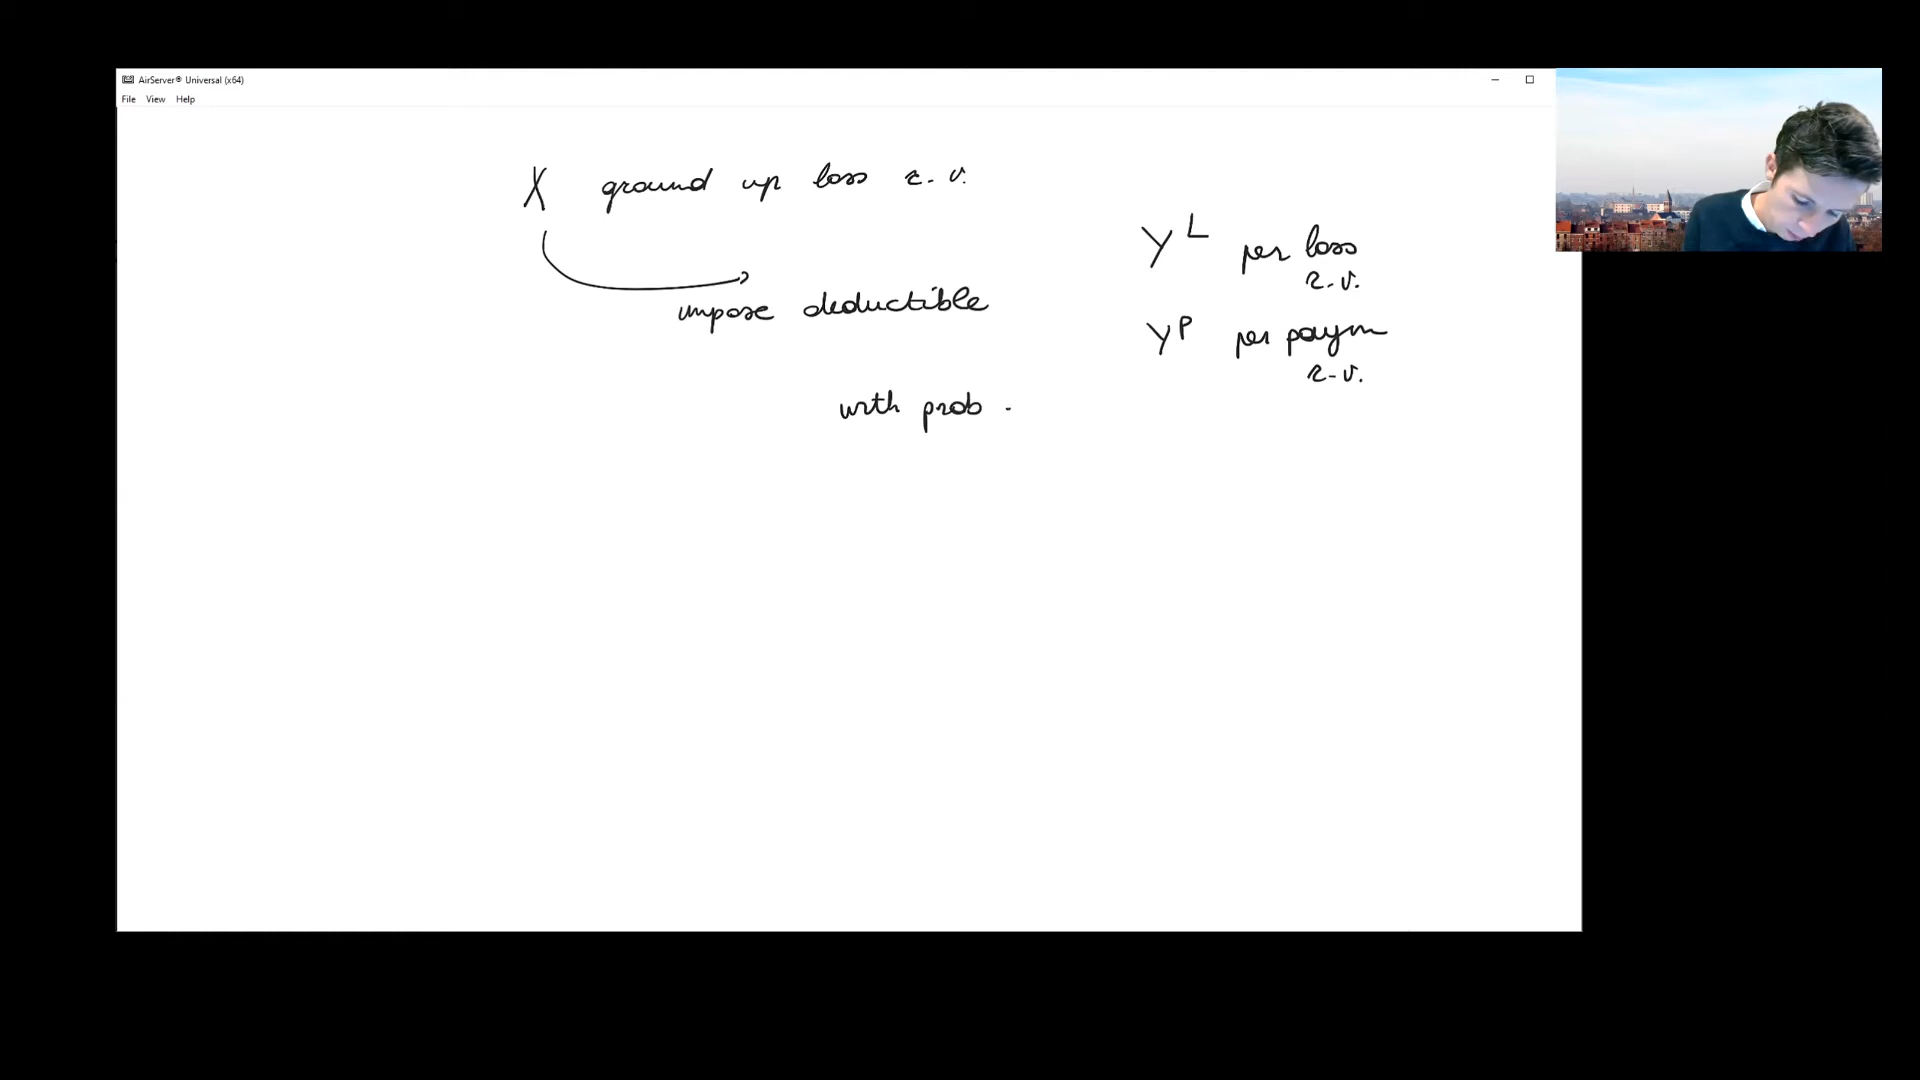 AirServer® Universal (x64)
File View Help
X ground up loss r.v.
Y^L per loss
r.v.
impose deductible
Y^P per paym
r.v.
with prob.